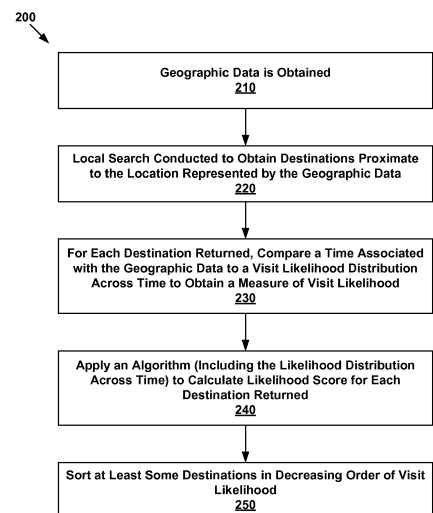 200
Geographic Data is Obtained
210
Local Search Conducted to Obtain Destinations Proximate
to the Location Represented by the Geographic Data
220
For Each Destination Returned, Compare a Time Associated
with the Geographic Data to a Visit Likelihood Distribution
Across Time to Obtain a Measure of Visit Likelihood
230
Apply an Algorithm (Including the Likelihood Distribution
Across Time) to Calculate Likelihood Score for Each
Destination Returned
240
Sort at Least Some Destinations in Decreasing Order of Visit
Likelihood
250